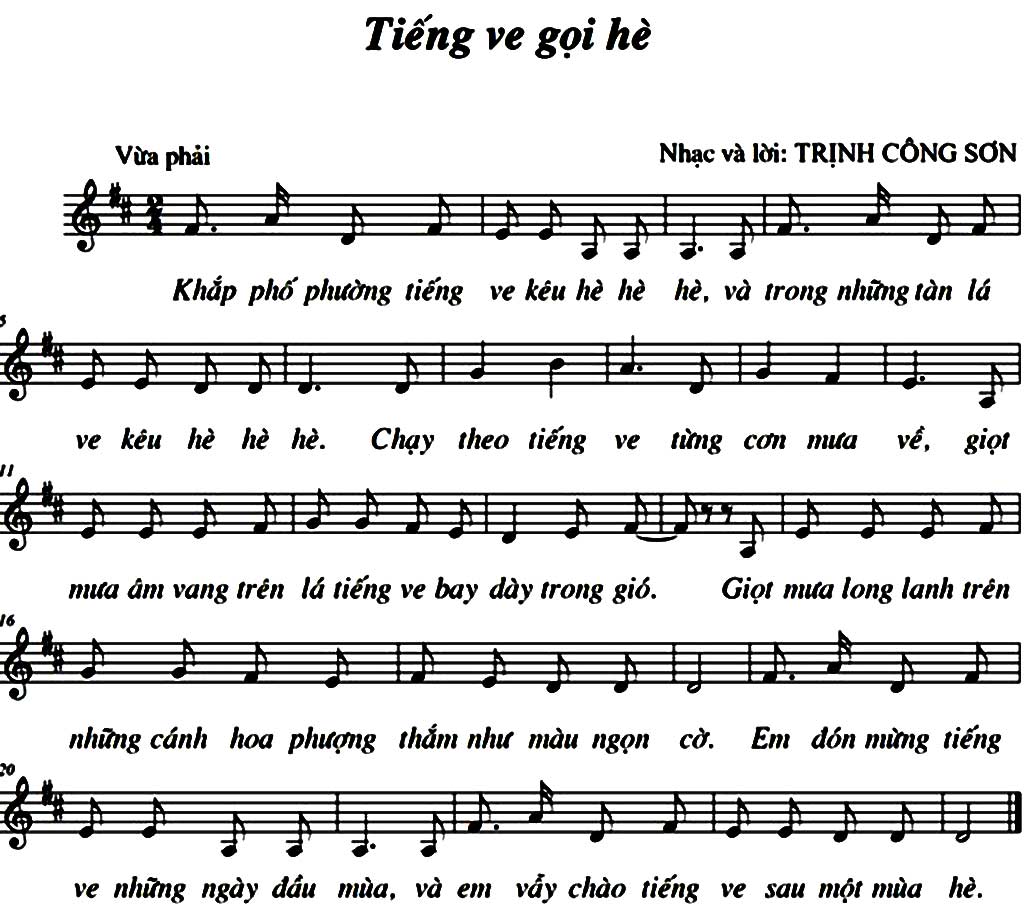 Tiếng ve gọi hè
Vừa phải
Nhạc và lời: TRỊNH CÔNG SƠN
2
4
Khắp phố phường tiếng ve kêu hè hè hè, và trong những tàn lá
5
ve kêu hè hè hè. Chạy theo tiếng ve từng cơn mưa về, giọt
11
mưa âm vang trên lá tiếng ve bay dày trong gió. Giọt mưa long lanh trên
16
những cánh hoa phượng thắm như màu ngọn cờ. Em đón mừng tiếng
20
ve những ngày đầu mùa, và em vẫy chào tiếng ve sau một mùa hè.